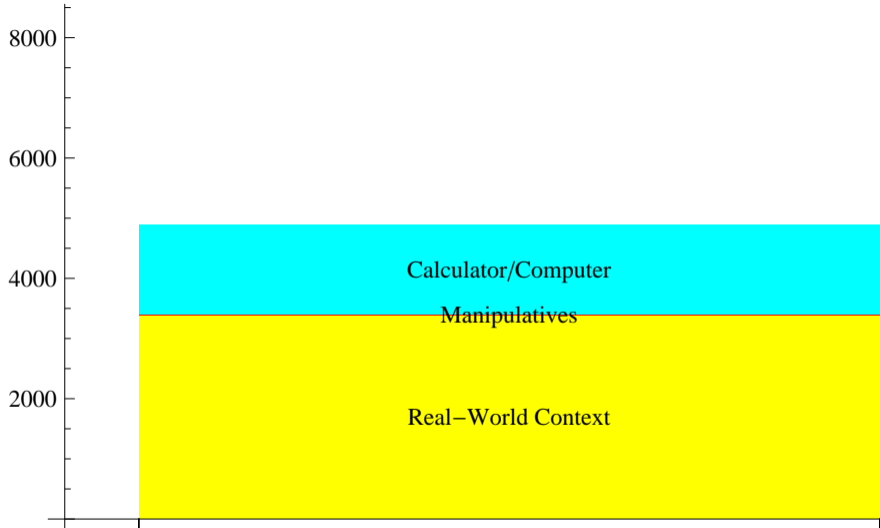 8000
6000
Calculator/Computer
4000
Manipulatives
2000
Real−World Context